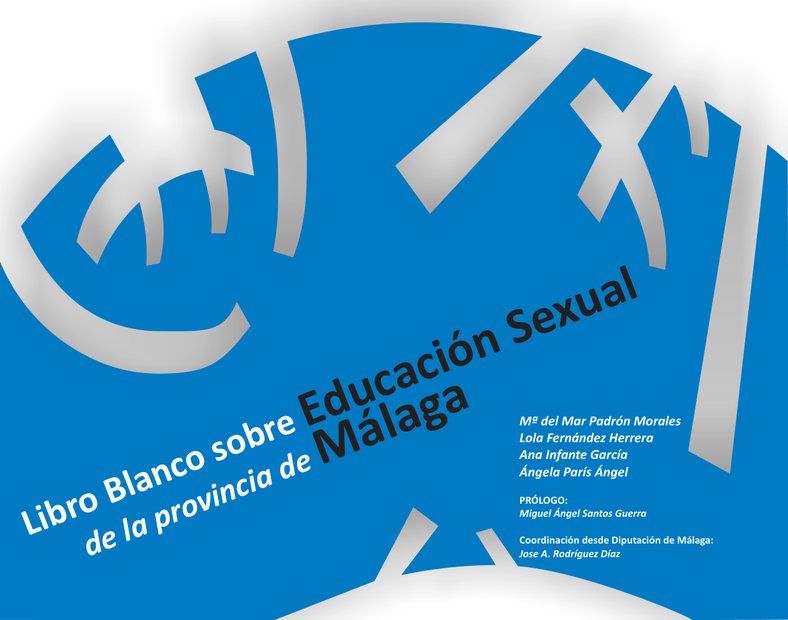 Libro Blanco sobre Educación Sexual
de la provincia de Málaga
Mª del Mar Padrón Morales
Lola Fernández Herrera
Ana Infante García
Ángela París Ángel
PRÓLOGO:
Miguel Ángel Santos Guerra
Coordinación desde Diputación de Málaga:
Jose A. Rodríguez Díaz